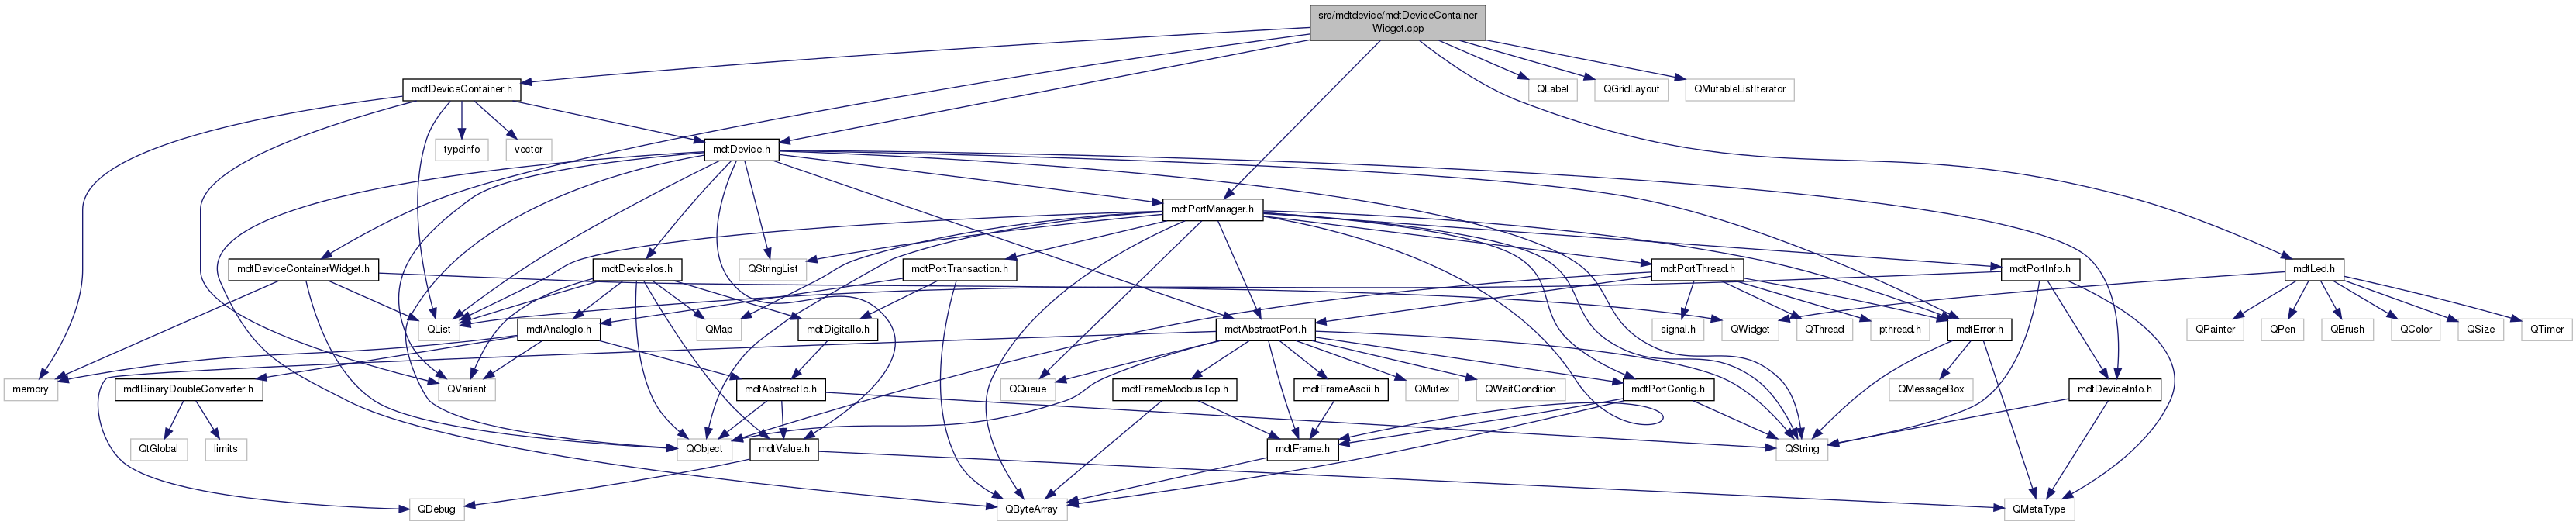 src/mdtdevice/mdtDeviceContainer
Widget.cpp
mdtDeviceContainer.h
QLabel
QGridLayout
QMutableListIterator
typeinfo
vector
mdtDevice.h
mdtPortManager.h
mdtDeviceContainerWidget.h
mdtDeviceIos.h
QStringList
mdtPortTransaction.h
mdtPortThread.h
mdtPortInfo.h
mdtLed.h
QList
mdtAnalogIo.h
QMap
mdtDigitalIo.h
QWidget
mdtAbstractPort.h
signal.h
QThread
pthread.h
mdtError.h
QPainter
QPen
QBrush
QColor
QSize
QTimer
memory
mdtBinaryDoubleConverter.h
QVariant
mdtAbstractIo.h
QQueue
mdtFrameModbusTcp.h
mdtFrameAscii.h
QMutex
QWaitCondition
mdtPortConfig.h
QMessageBox
mdtDeviceInfo.h
QtGlobal
limits
QObject
mdtValue.h
mdtFrame.h
QString
QDebug
QByteArray
QMetaType